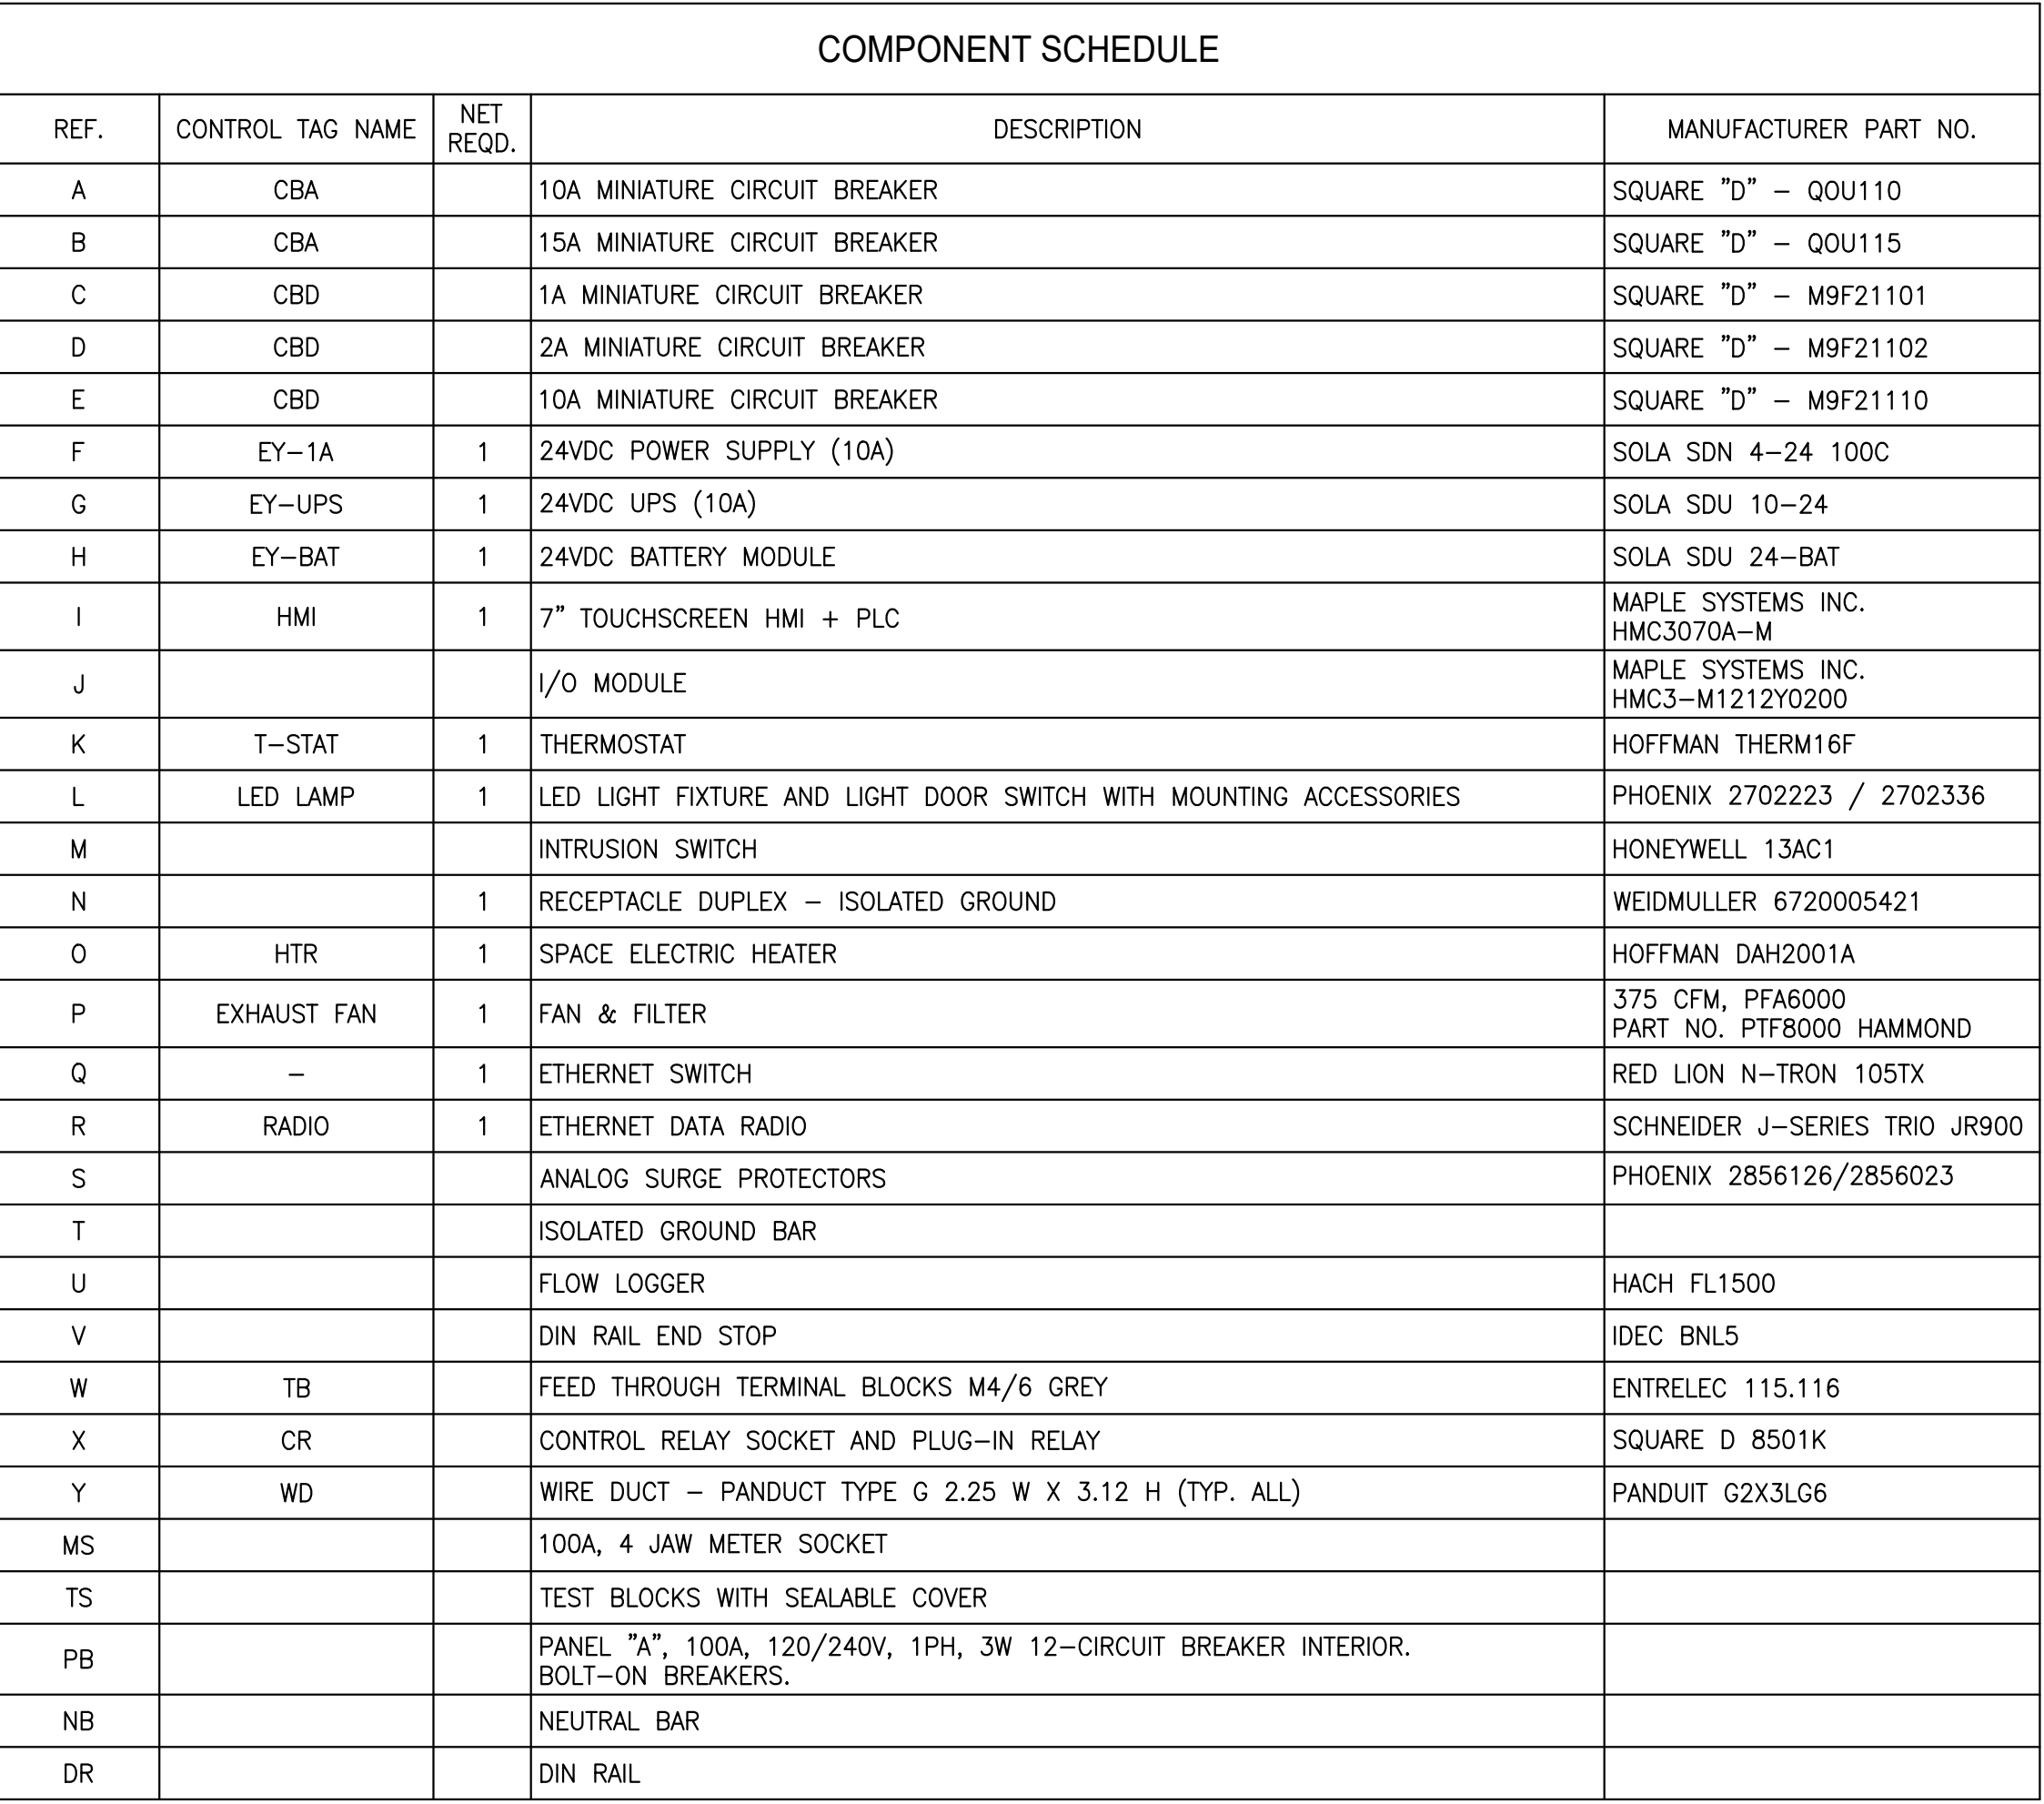 COMPONENT SCHEDULE
REF. CONTROL TAG NAME NET REQD. DESCRIPTION MANUFACTURER PART NO.
A CBA 10A MINIATURE CIRCUIT BREAKER SQUARE "D" – QOU110
B CBA 15A MINIATURE CIRCUIT BREAKER SQUARE "D" – QOU115
C CBD 1A MINIATURE CIRCUIT BREAKER SQUARE "D" – M9F21101
D CBD 2A MINIATURE CIRCUIT BREAKER SQUARE "D" – M9F21102
E CBD 10A MINIATURE CIRCUIT BREAKER SQUARE "D" – M9F21110
F EY–1A 1 24VDC POWER SUPPLY (10A) SOLA SDN 4–24 100C
G EY–UPS 1 24VDC UPS (10A) SOLA SDU 10–24
H EY–BAT 1 24VDC BATTERY MODULE SOLA SDU 24–BAT
I HMI 1 7" TOUCHSCREEN HMI + PLC MAPLE SYSTEMS INC.
HMC3070A–M
J I/O MODULE MAPLE SYSTEMS INC.
HMC3–M1212Y0200
K T–STAT 1 THERMOSTAT HOFFMAN THERM16F
L LED LAMP 1 LED LIGHT FIXTURE AND LIGHT DOOR SWITCH WITH MOUNTING ACCESSORIES PHOENIX 2702223 / 2702336
M INTRUSION SWITCH HONEYWELL 13AC1
N 1 RECEPTACLE DUPLEX – ISOLATED GROUND WEIDMULLER 6720005421
O HTR 1 SPACE ELECTRIC HEATER HOFFMAN DAH2001A
P EXHAUST FAN 1 FAN & FILTER 375 CFM, PFA6000
PART NO. PTF8000 HAMMOND
Q – 1 ETHERNET SWITCH RED LION N–TRON 105TX
R RADIO 1 ETHERNET DATA RADIO SCHNEIDER J–SERIES TRIO JR900
S ANALOG SURGE PROTECTORS PHOENIX 2856126/2856023
T ISOLATED GROUND BAR
U FLOW LOGGER HACH FL1500
V DIN RAIL END STOP IDEC BNL5
W TB FEED THROUGH TERMINAL BLOCKS M4/6 GREY ENTRELEC 115.116
X CR CONTROL RELAY SOCKET AND PLUG–IN RELAY SQUARE D 8501K
Y WD WIRE DUCT – PANDUCT TYPE G 2.25 W X 3.12 H (TYP. ALL) PANDUIT G2X3LG6
MS 100A, 4 JAW METER SOCKET
TS TEST BLOCKS WITH SEALABLE COVER
PB PANEL "A", 100A, 120/240V, 1PH, 3W 12–CIRCUIT BREAKER INTERIOR.
BOLT–ON BREAKERS.
NB NEUTRAL BAR
DR DIN RAIL